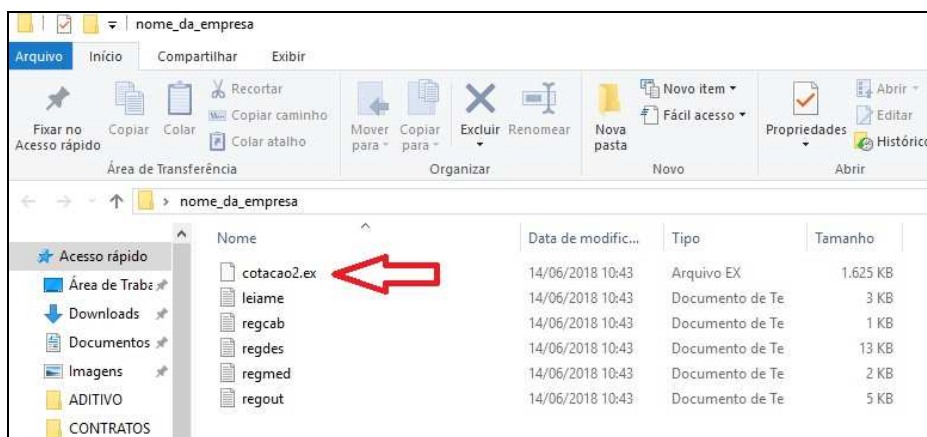 nome_da_empresa
Arquivo Início Compartilhar Exibir
Fixar no Acesso rápido
Copiar
Colar
Recortar
Copiar caminho
Colar atalho
Área de Transferência
Mover para
Copiar para
Excluir
Renomear
Organizar
Nova pasta
Novo item
Fácil acesso
Novo
Propriedades
Abrir
Editar
Histórico
Abrir
nome_da_empresa
Acesso rápido
Área de Traba
Downloads
Documentos
Imagens
ADITIVO
CONTRATOS
Nome Data de modific... Tipo Tamanho
cotacao2.ex 14/06/2018 10:43 Arquivo EX 1.625 KB
leiame 14/06/2018 10:43 Documento de Te 3 KB
regcab 14/06/2018 10:43 Documento de Te 1 KB
regdes 14/06/2018 10:43 Documento de Te 13 KB
regmed 14/06/2018 10:43 Documento de Te 2 KB
regout 14/06/2018 10:43 Documento de Te 5 KB